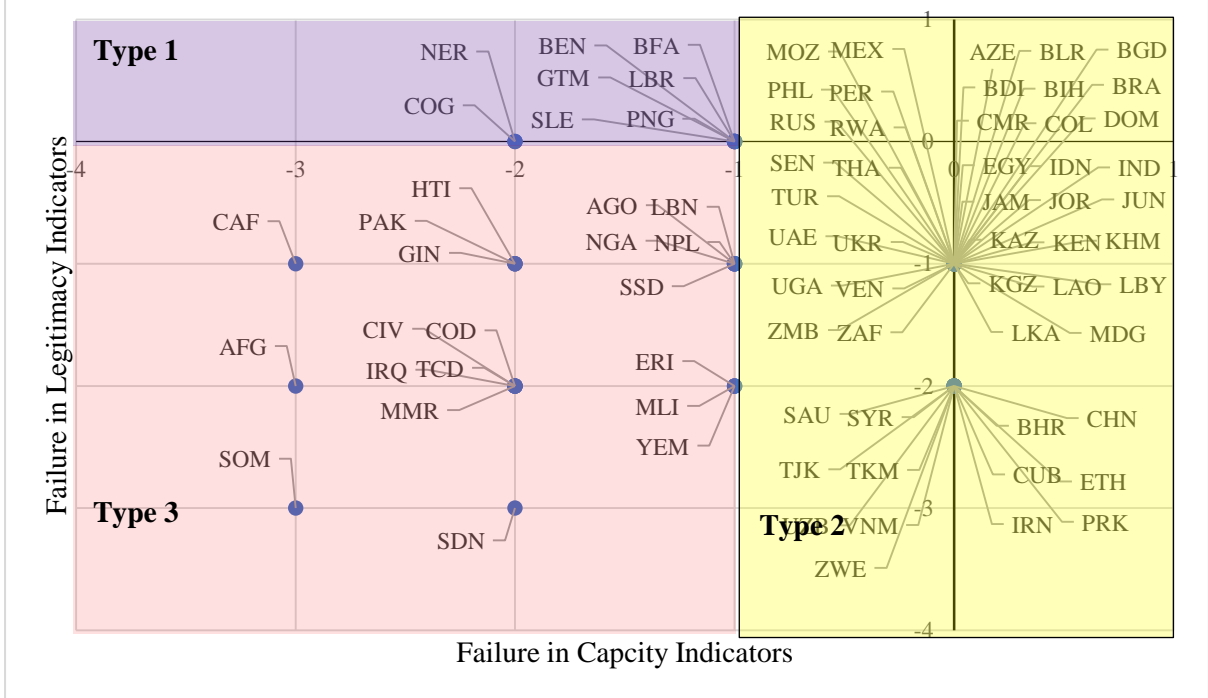 1
Type 1
NER
BEN
BFA
MOZ
MEX
AZE
BLR
BGD
GTM
LBR
PHL
PER
BDI
BIH
BRA
COG
SLE
PNG
RUS
RWA
CMR
COL
DOM
0
-4
-3
-2
-1
0
1
SEN
THA
EGY
IDN
IND
HTI
TUR
JAM
JOR
JUN
CAF
PAK
AGO
LBN
GIN
NGA
NPL
UAE
UKR
KAZ
KEN
KHM
-1
SSD
UGA
VEN
KGZ
LAO
LBY
CIV
COD
ZMB
ZAF
LKA
MDG
AFG
IRQ
TCD
ERI
-2
MMR
MLI
SAU
SYR
BHR
CHN
YEM
SOM
TJK
TKM
CUB
ETH
-3
Type 3
SDN
UZB
VNM
Type 2
IRN
PRK
ZWE
-4
Failure in Legitimacy Indicators
Failure in Capcity Indicators